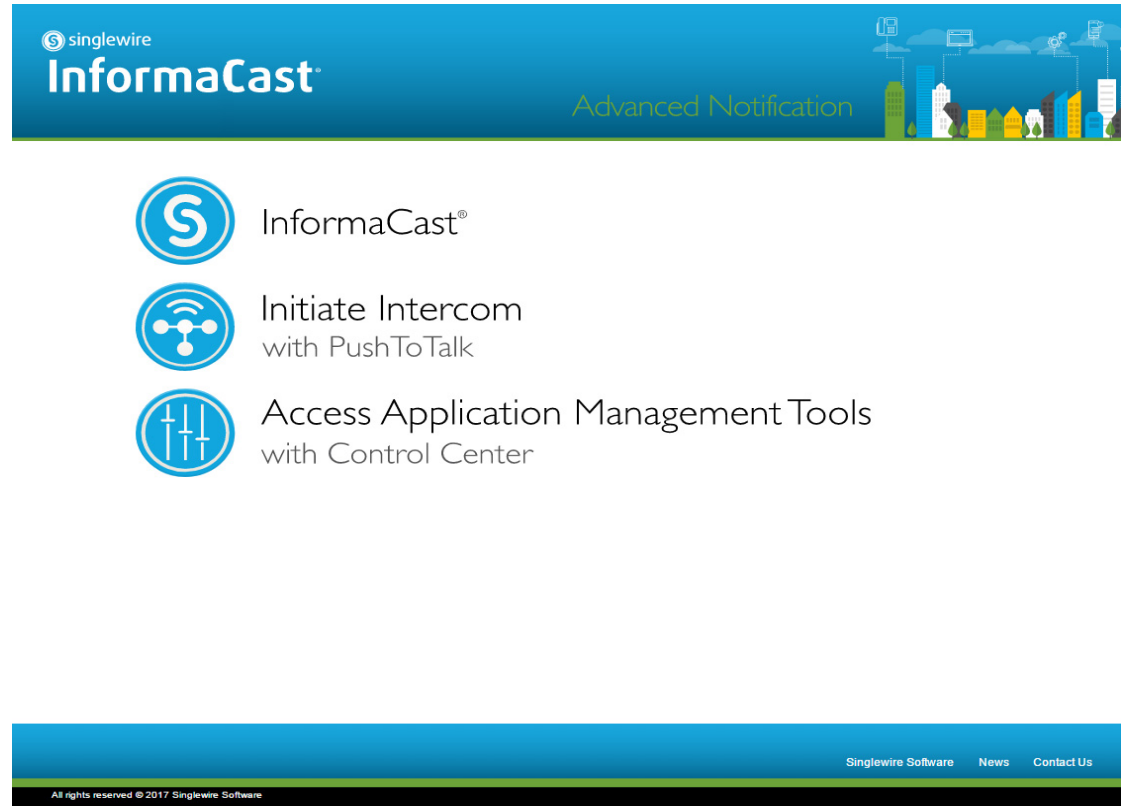 singlewire
InformaCast®
Advanced Notification
InformaCast®
Initiate Intercom
with PushToTalk
Access Application Management Tools
with Control Center
Singlewire Software News Contact Us
All rights reserved © 2017 Singlewire Software